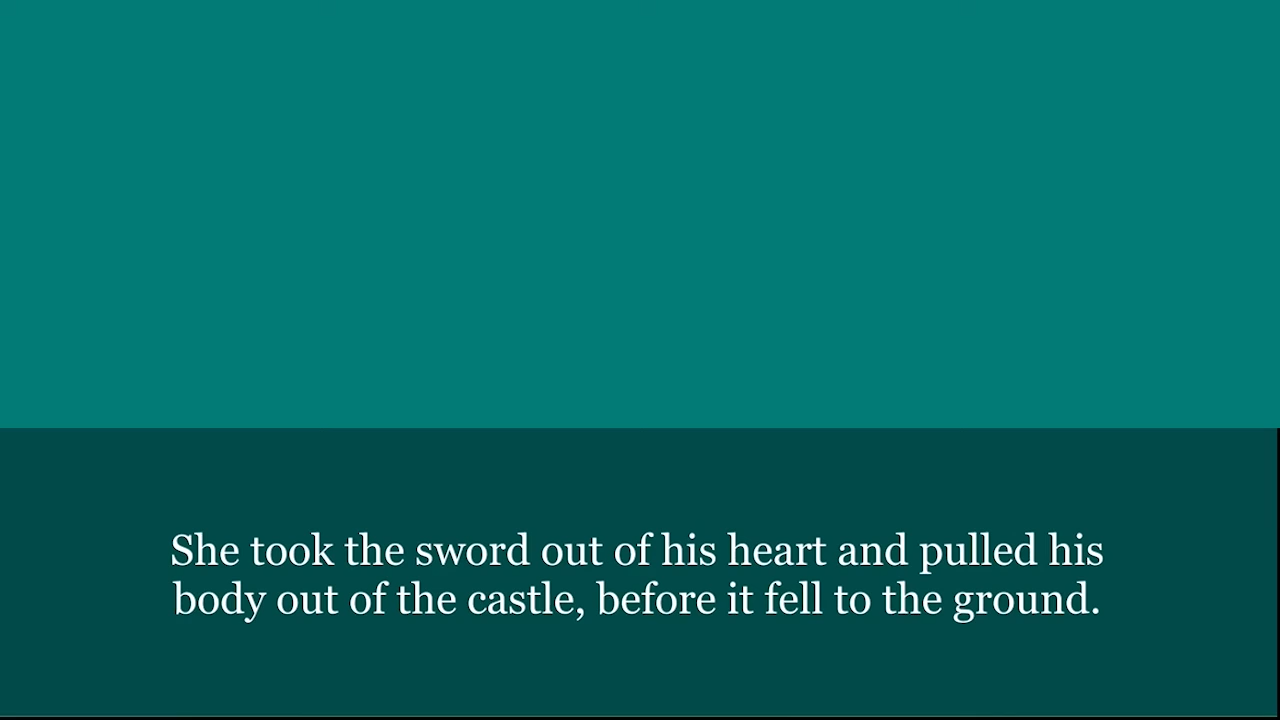 She took the sword out of his heart and pulled his
body out of the castle, before it fell to the ground.